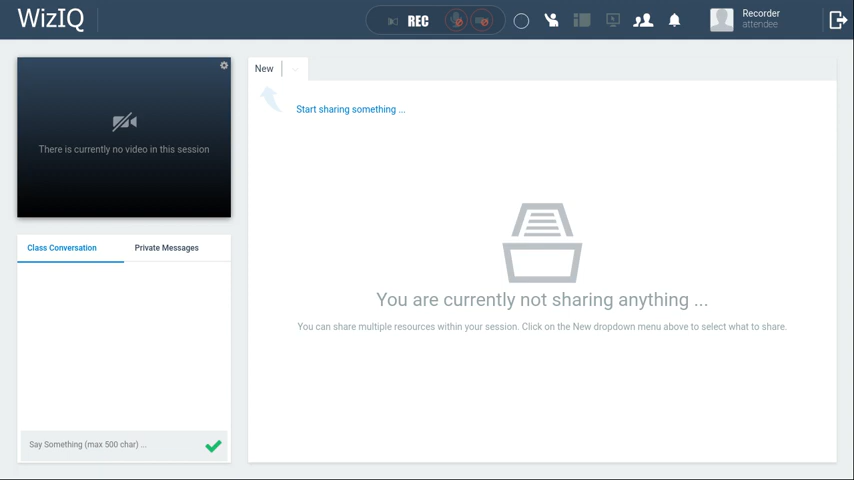 WizIQ
REC
Recorder
attendee
There is currently no video in this session
New
Start sharing something ...
Class Conversation
Private Messages
You are currently not sharing anything ...
You can share multiple resources within your session. Click on the New dropdown menu above to select what to share.
Say Something (max 500 char) ...